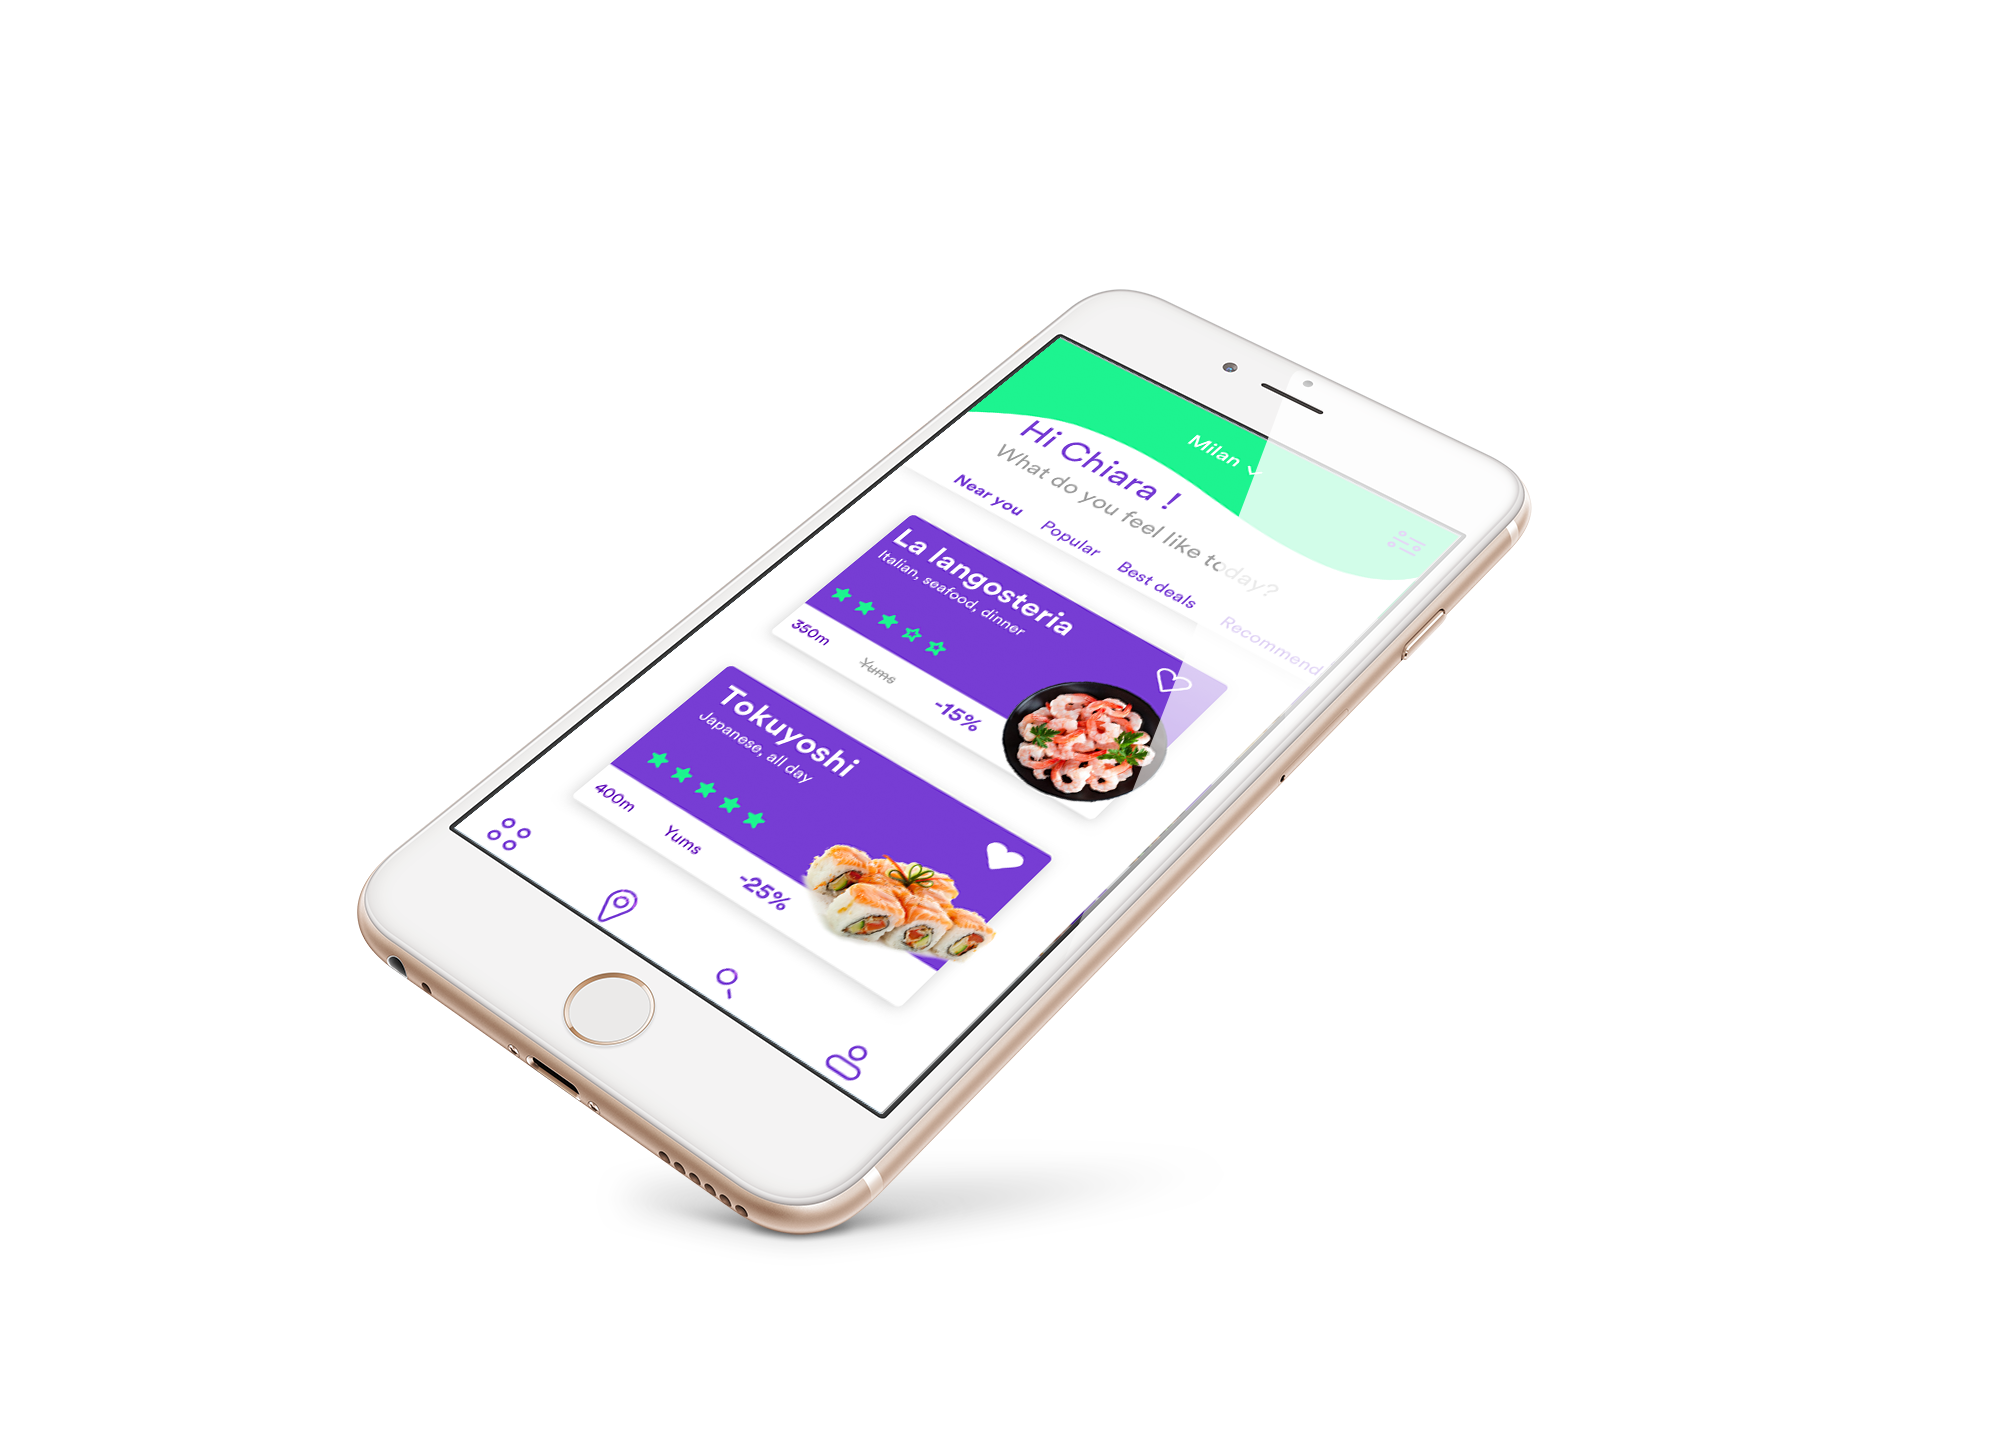 Milan
Hi Chiara !
What do you feel like today?
Near you Popular Best deals Recommend
La langosteria
Italian, seafood, dinner
350m Yums -15%
Tokuyoshi
Japanese, all day
400m Yums -25%